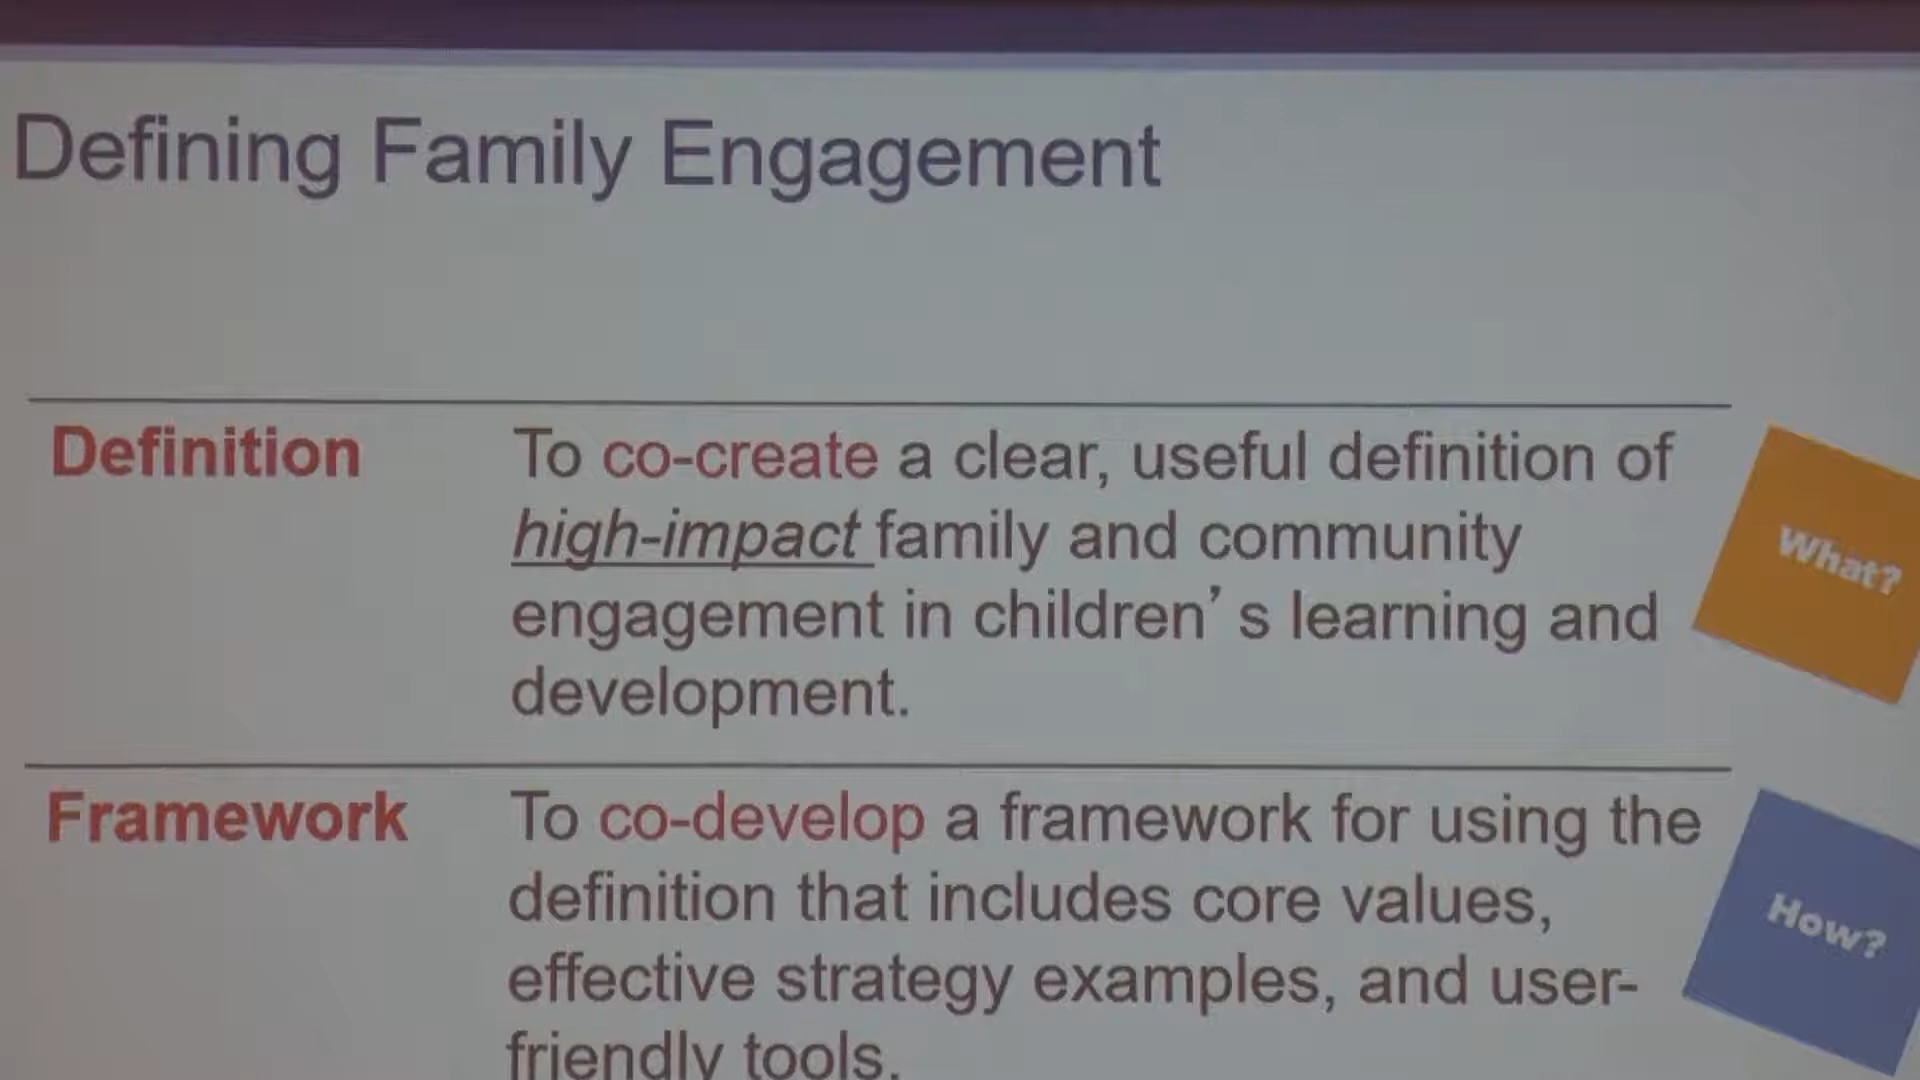 Defining Family Engagement
Definition
To co-create a clear, useful definition of
high-impact family and community
engagement in children’s learning and
development.
What?
Framework
To co-develop a framework for using the
definition that includes core values,
effective strategy examples, and user-
friendly tools.
How?